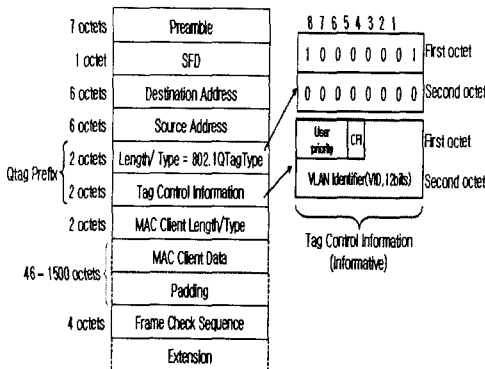 7 octets Preamble
1 octet SFD
6 octets Destination Address
6 octets Source Address
Qtag Prefix
2 octets Length/ Type = 802.1QTagType
2 octets Tag Control Information
2 octets MAC Client Length/Type
46 – 1500 octets
MAC Client Data
Padding
4 octets Frame Check Sequence
Extension
8 7 6 5 4 3 2 1
1 0 0 0 0 0 0 1 First octet
0 0 0 0 0 0 0 0 Second octet
User priority CFI First octet
VLAN Identifier(VID,12bits) Second octet
Tag Control Information
(Informative)